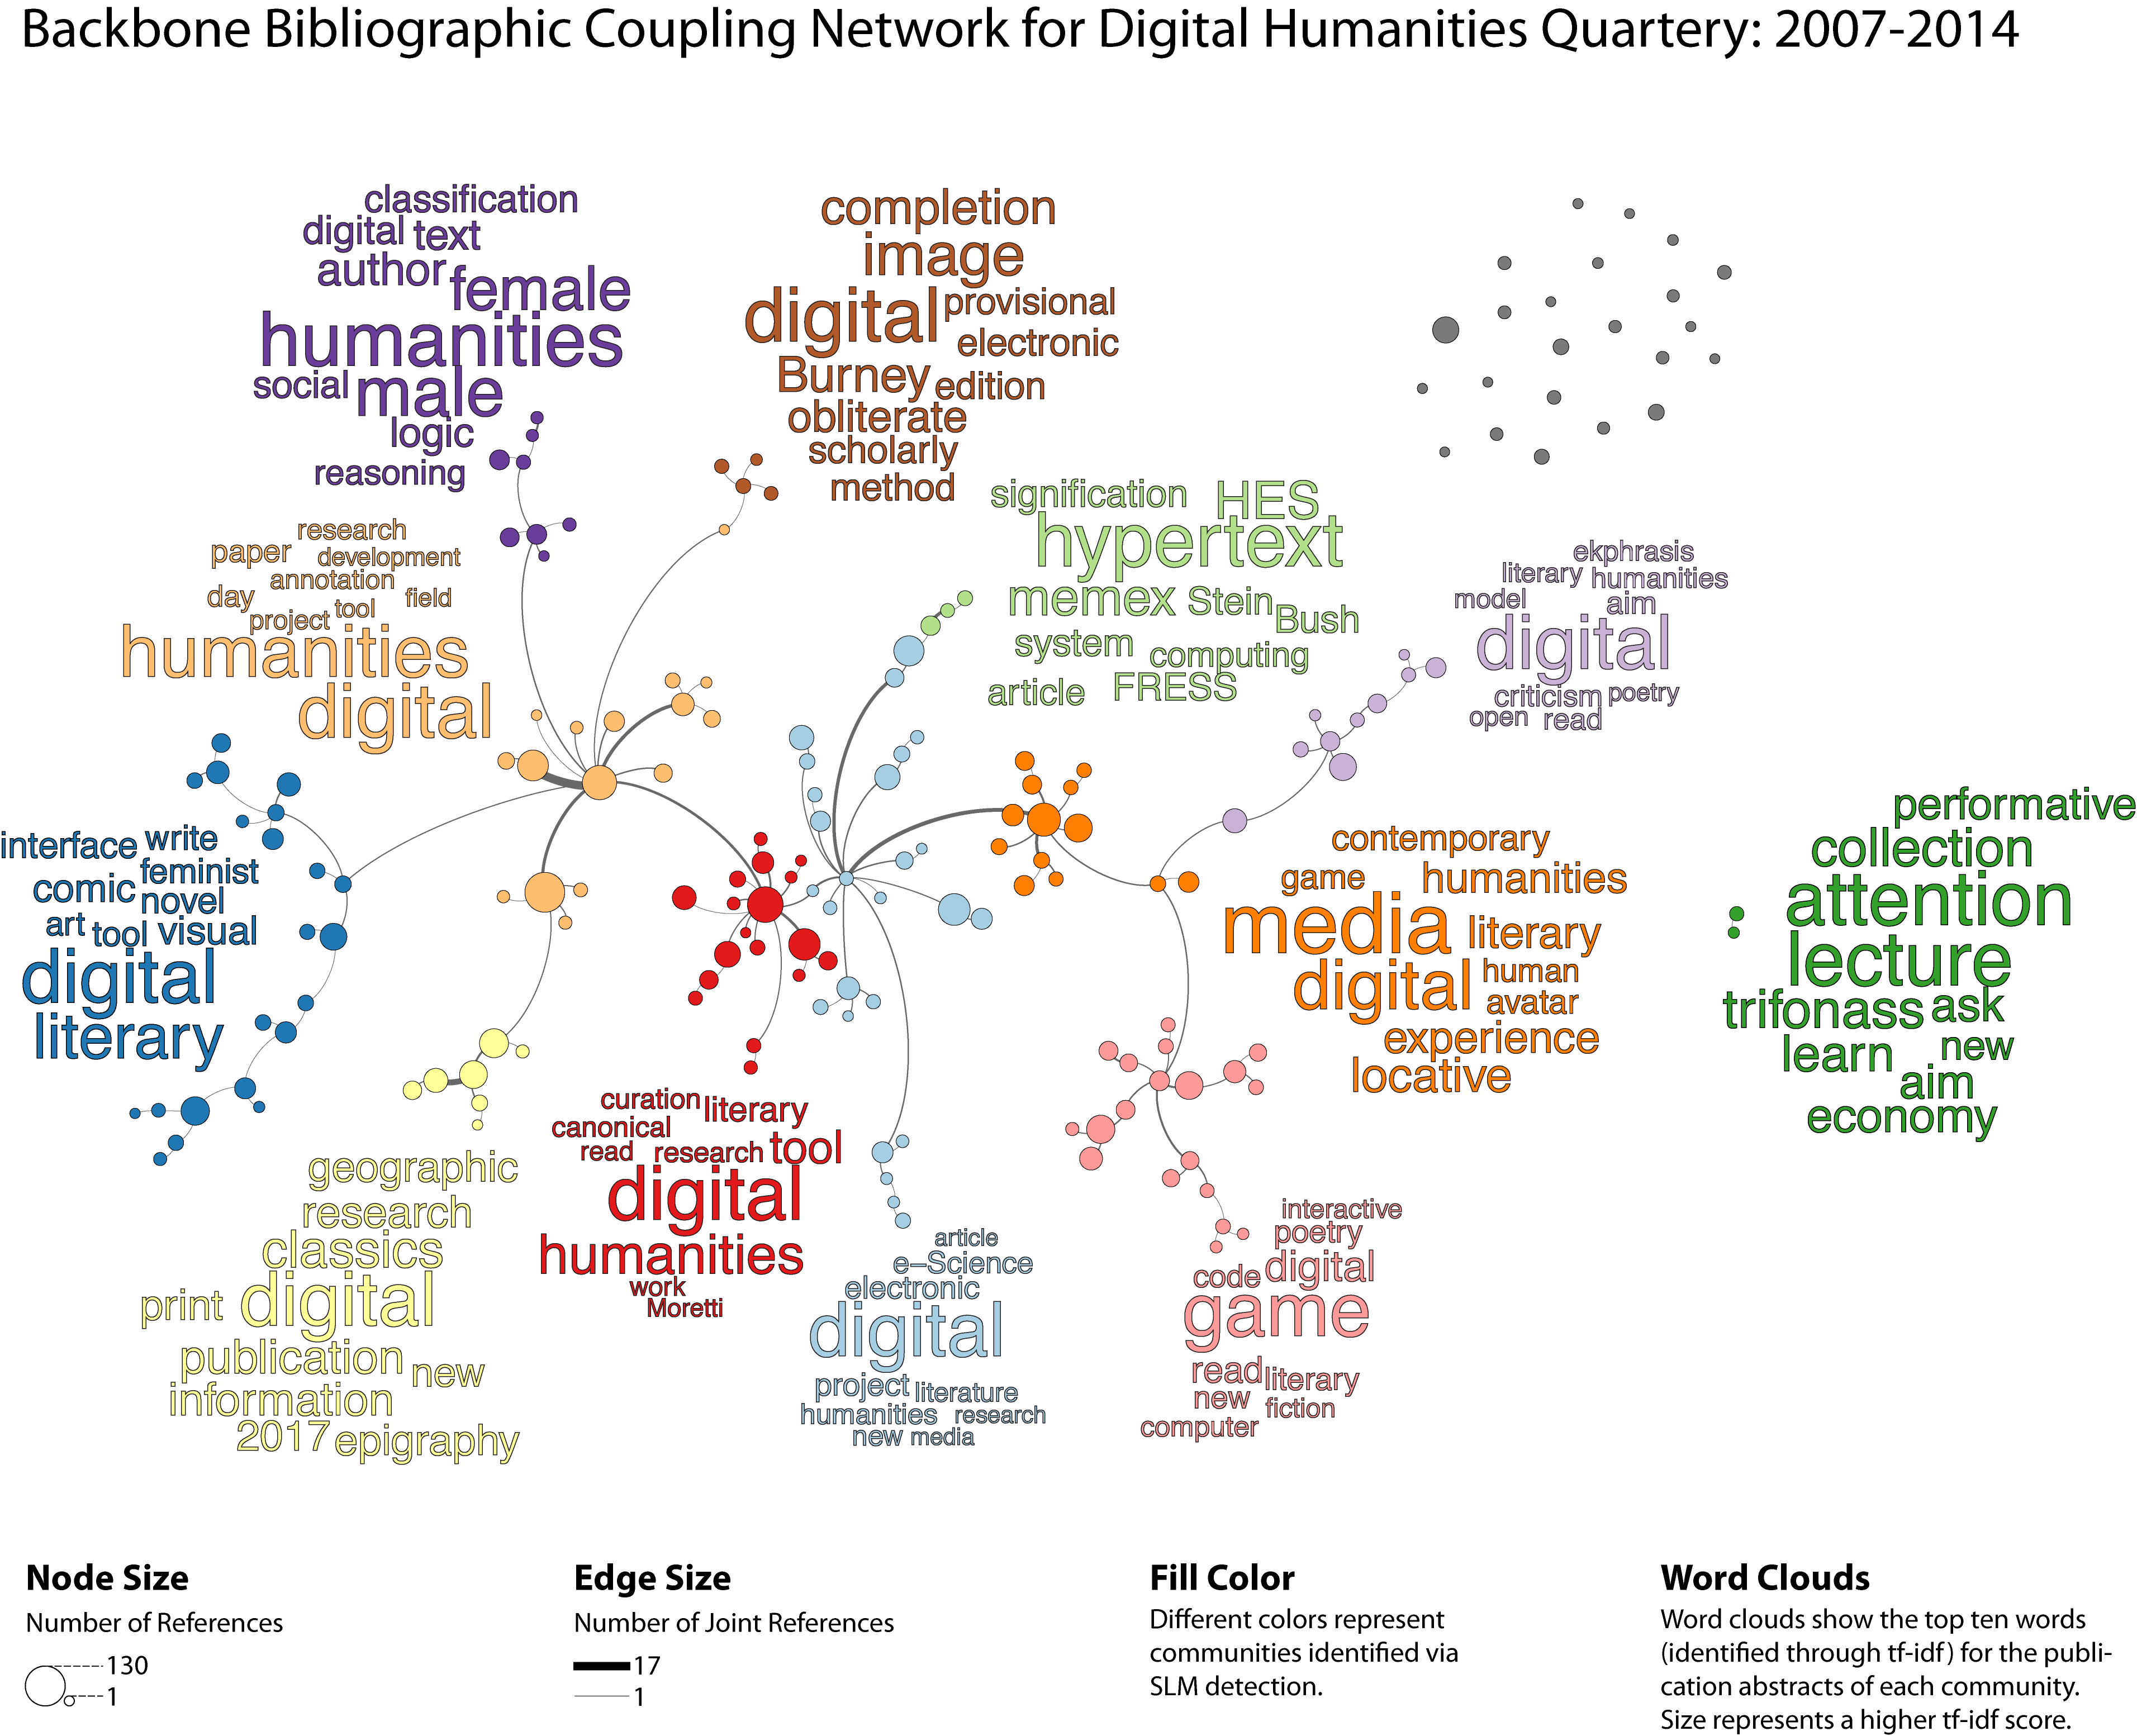 Backbone Bibliographic Coupling Network for Digital Humanities Quartery: 2007-2014
classification
digital text
author female
humanities
social male
logic
reasoning
completion
image
digital provisional
electronic
Burney edition
obliterate
scholarly
method
signification HES
hypertext
memex Stein Bush
system computing
article FRESS
ekphrasis
literary humanities
model aim
digital
criticism poetry
open read
research
paper development
annotation
day field
project tool
humanities
digital
interface write
feminist
comic novel
art tool visual
digital
literary
contemporary
game humanities
media literary
digital human
avatar
experience
locative
performative
collection
attention
lecture
trifonass ask
learn new
aim
economy
geographic
research
classics
print digital
publication new
information
2017 epigraphy
curation literary
canonical
read research tool
digital
humanities
work
Moretti
article
e–Science
electronic
digital
project literature
humanities research
new media
interactive
poetry
code digital
game
read literary
new fiction
computer
Node Size
Number of References
130
1
Edge Size
Number of Joint References
17
1
Fill Color
Different colors represent
communities identified via
SLM detection.
Word Clouds
Word clouds show the top ten words
(identified through tf-idf) for the publi-
cation abstracts of each community.
Size represents a higher tf-idf score.